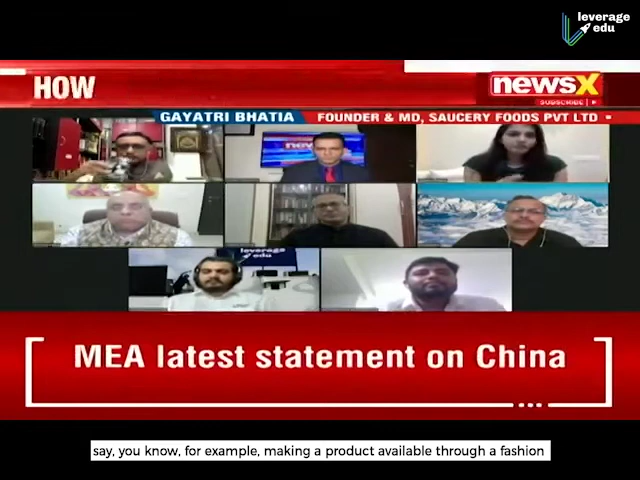 leverage
edu
HOW
newsX
SUBSCRIBE
GAYATRI BHATIA FOUNDER & MD, SAUCERY FOODS PVT LTD
leverage
edu
MEA latest statement on China
say, you know, for example, making a product available through a fashion